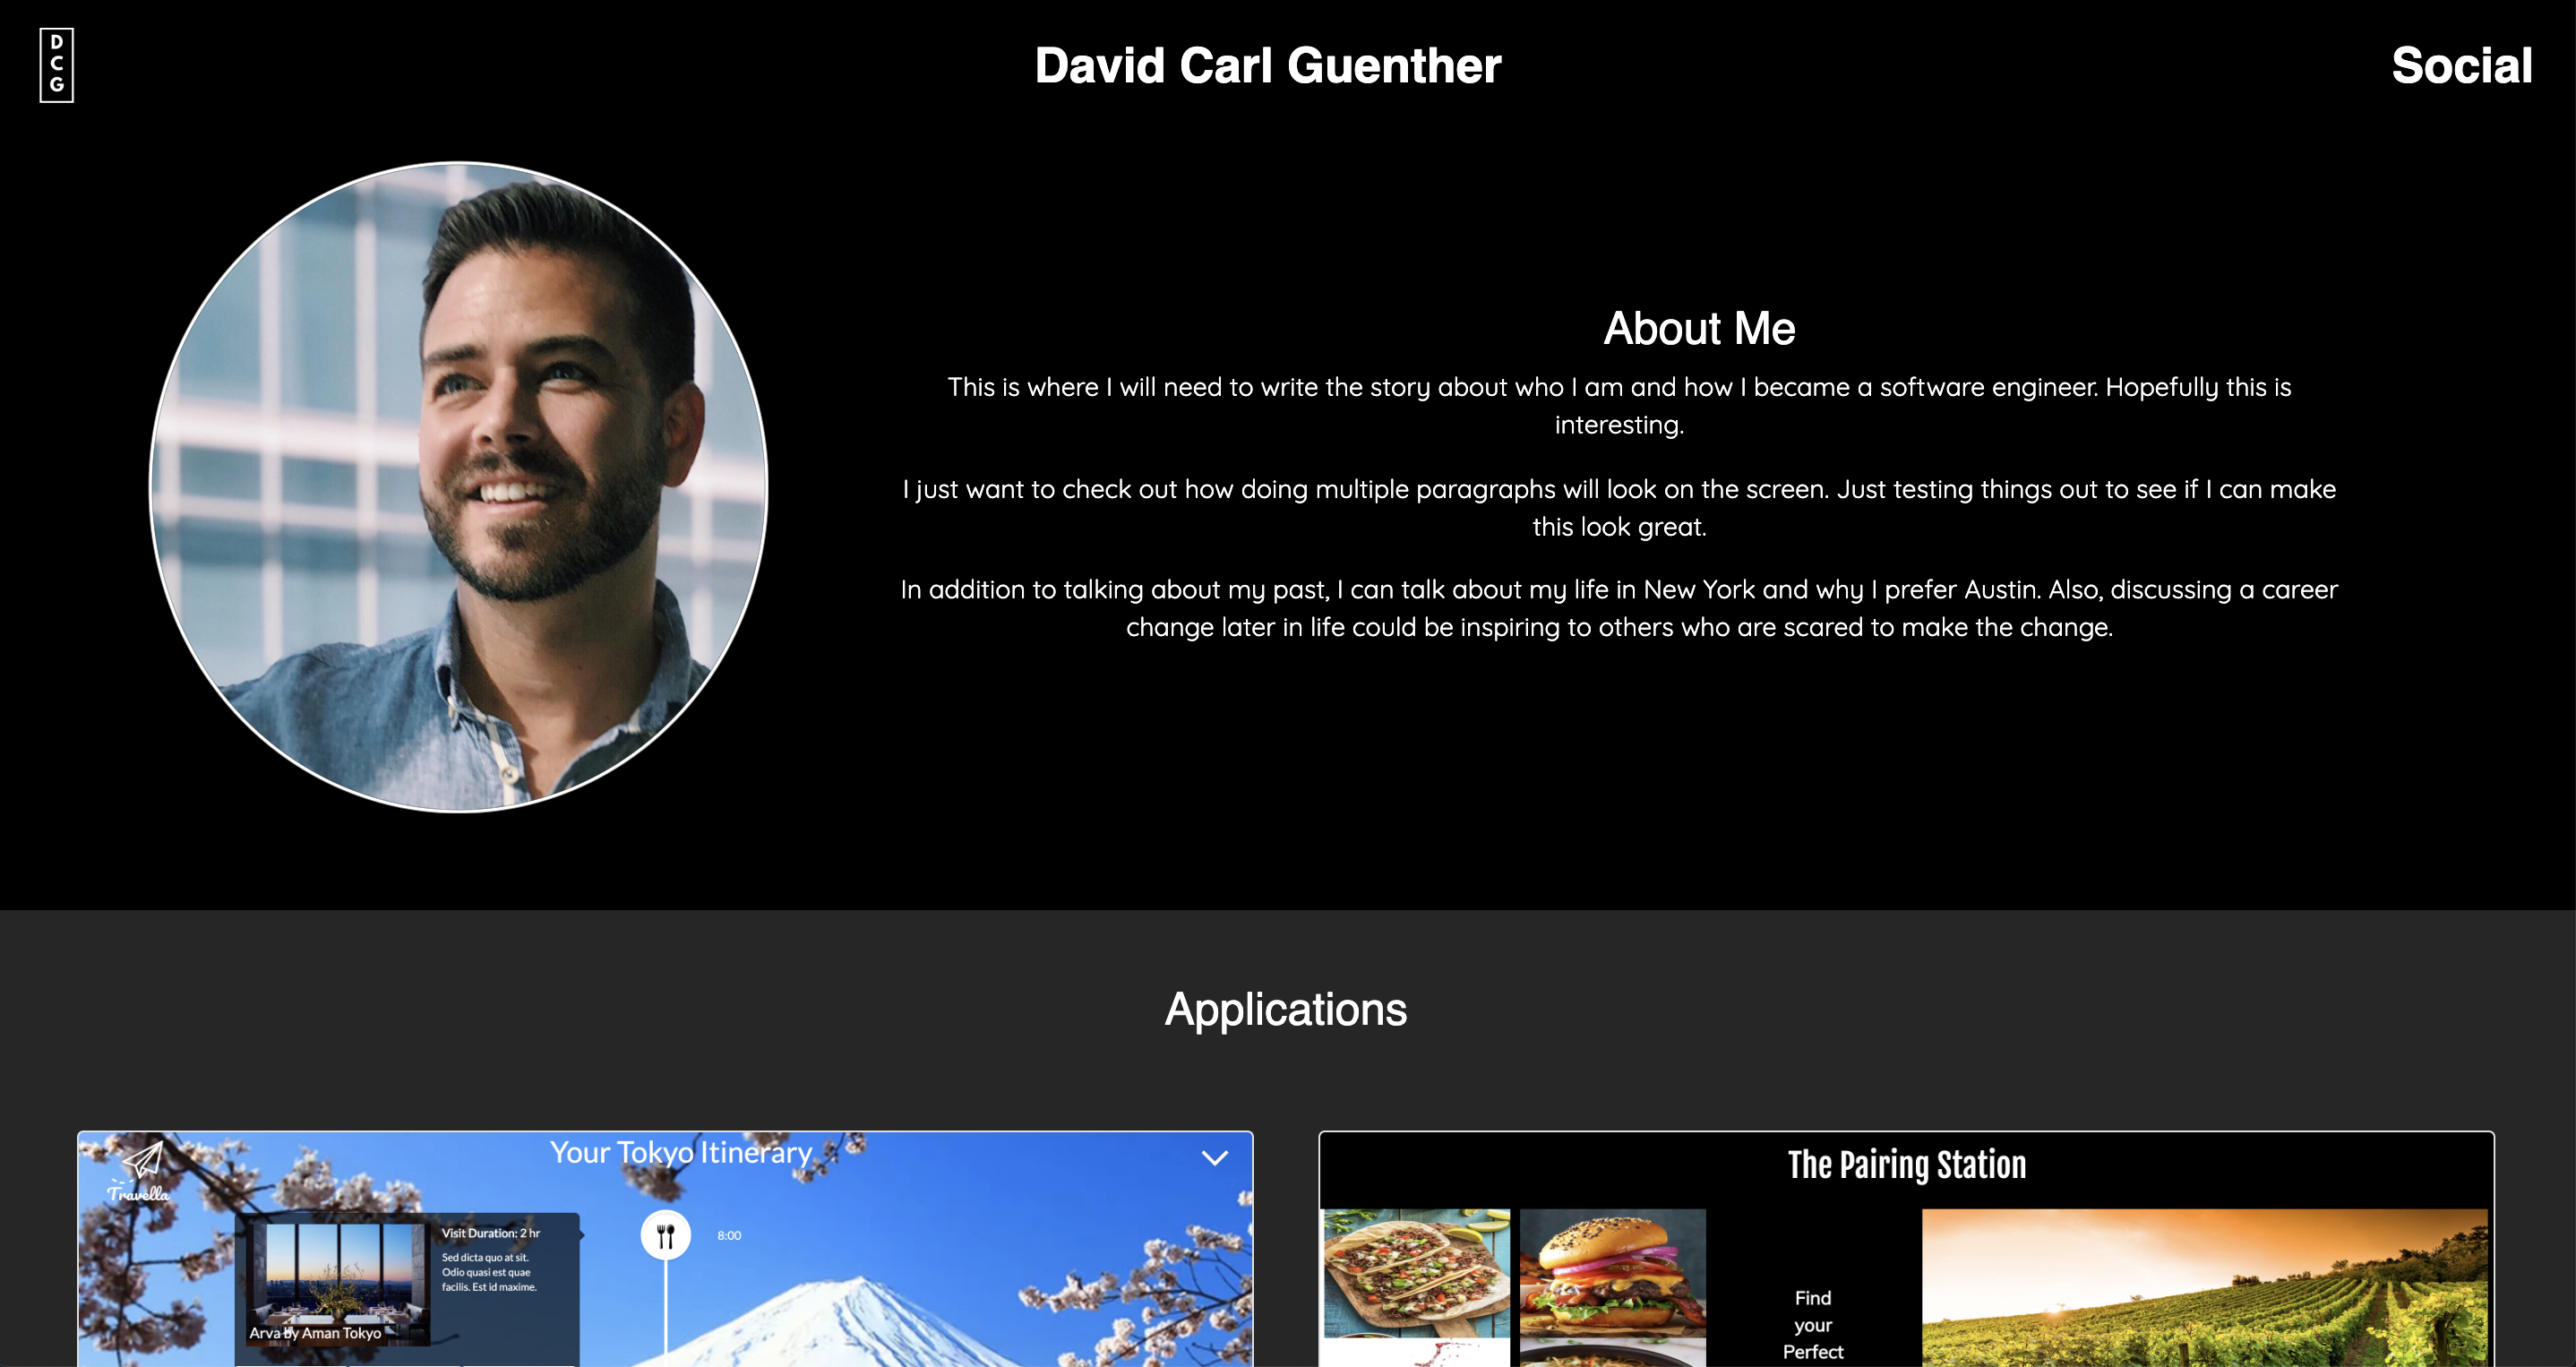 D
C
G
David Carl Guenther
Social
About Me
This is where I will need to write the story about who I am and how I became a software engineer. Hopefully this is
interesting.
I just want to check out how doing multiple paragraphs will look on the screen. Just testing things out to see if I can make
this look great.
In addition to talking about my past, I can talk about my life in New York and why I prefer Austin. Also, discussing a career
change later in life could be inspiring to others who are scared to make the change.
Applications
Your Tokyo Itinerary
Travella
Visit Duration: 2 hr
Sed dicta quo at sit.
Odio quasi est quae
facilis. Est id maxime.
Arva by Aman Tokyo
8:00
The Pairing Station
Find
your
Perfect